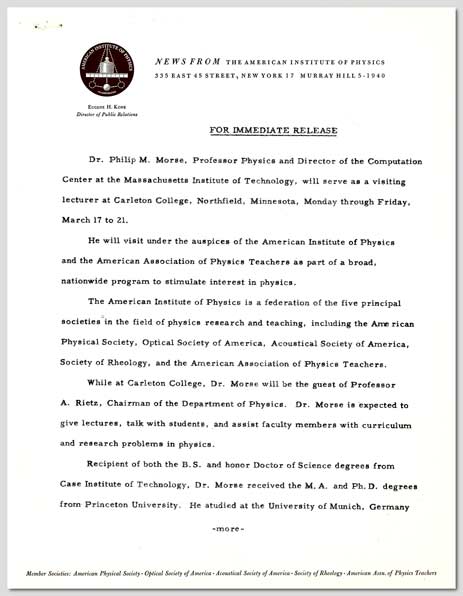 AMERICAN INSTITUTE OF PHYSICS
NEWS FROM THE AMERICAN INSTITUTE OF PHYSICS
335 EAST 45 STREET, NEW YORK 17 MURRAY HILL 5-1940
EUGENE H. KONE
Director of Public Relations
FOR IMMEDIATE RELEASE
Dr. Philip M. Morse, Professor Physics and Director of the Computation
Center at the Massachusetts Institute of Technology, will serve as a visiting
lecturer at Carleton College, Northfield, Minnesota, Monday through Friday,
March 17 to 21.
He will visit under the auspices of the American Institute of Physics
and the American Association of Physics Teachers as part of a broad,
nationwide program to stimulate interest in physics.
The American Institute of Physics is a federation of the five principal
societies in the field of physics research and teaching, including the Ame rican
Physical Society, Optical Society of America, Acoustical Society of America,
Society of Rheology, and the American Association of Physics Teachers.
While at Carleton College, Dr. Morse will be the guest of Professor
A. Rietz, Chairman of the Department of Physics. Dr. Morse is expected to
give lectures, talk with students, and assist faculty members with curriculum
and research problems in physics.
Recipient of both the B.S. and honor Doctor of Science degrees from
Case Institute of Technology, Dr. Morse received the M.A. and Ph.D. degrees
from Princeton University. He studied at the University of Munich, Germany
-more-
Member Societies: American Physical Society · Optical Society of America · Acoustical Society of America · Society of Rheology · American Assn. of Physics Teachers